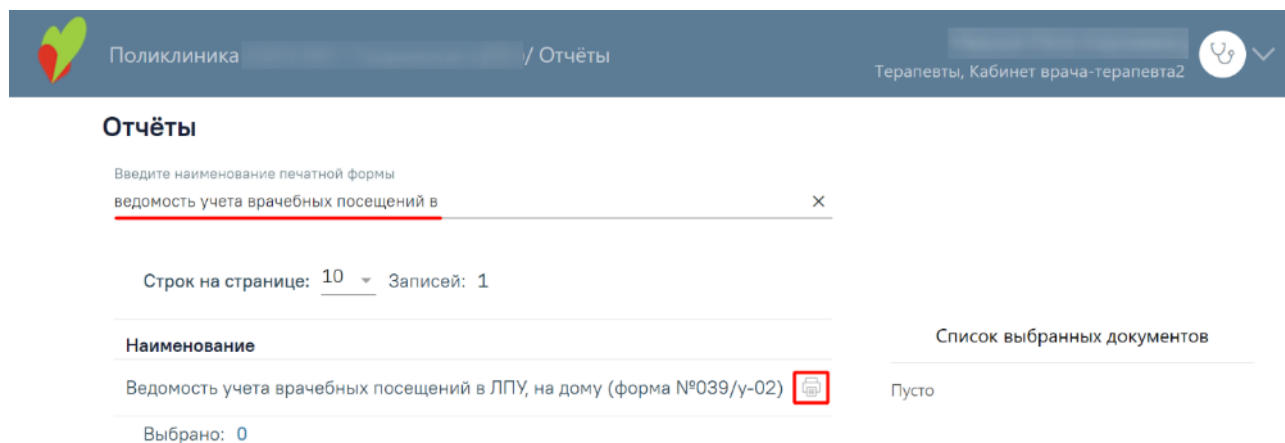 Поликлиника / Отчёты
Терапевты, Кабинет врача-терапевта2
Отчёты
Введите наименование печатной формы
ведомость учета врачебных посещений в
Строк на странице: 10 Записей: 1
Наименование
Ведомость учета врачебных посещений в ЛПУ, на дому (форма №039/у-02)
Выбрано: 0
Список выбранных документов
Пусто